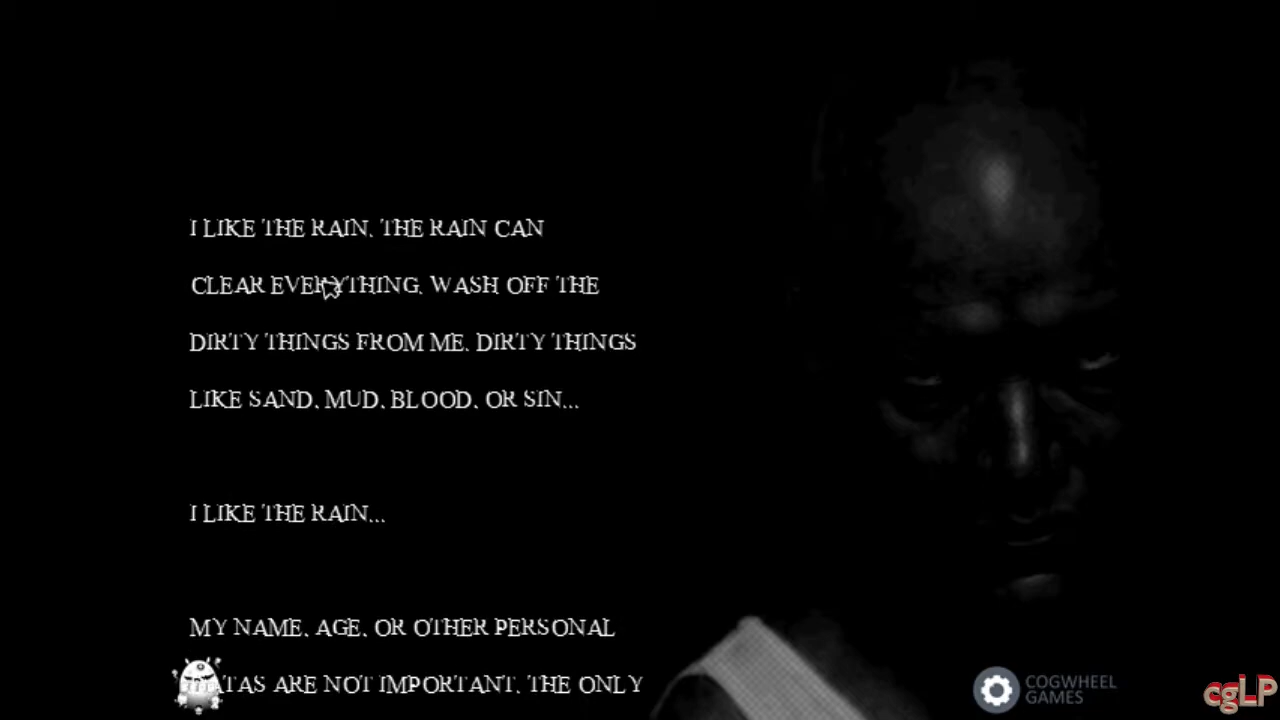 I LIKE THE RAIN. THE RAIN CAN
CLEAR EVERYTHING, WASH OFF THE
DIRTY THINGS FROM ME. DIRTY THINGS
LIKE SAND, MUD, BLOOD, OR SIN...
I LIKE THE RAIN...
MY NAME, AGE, OR OTHER PERSONAL
TAS ARE NOT IMPORTANT. THE ONLY
COGWHEEL
GAMES
cgLP